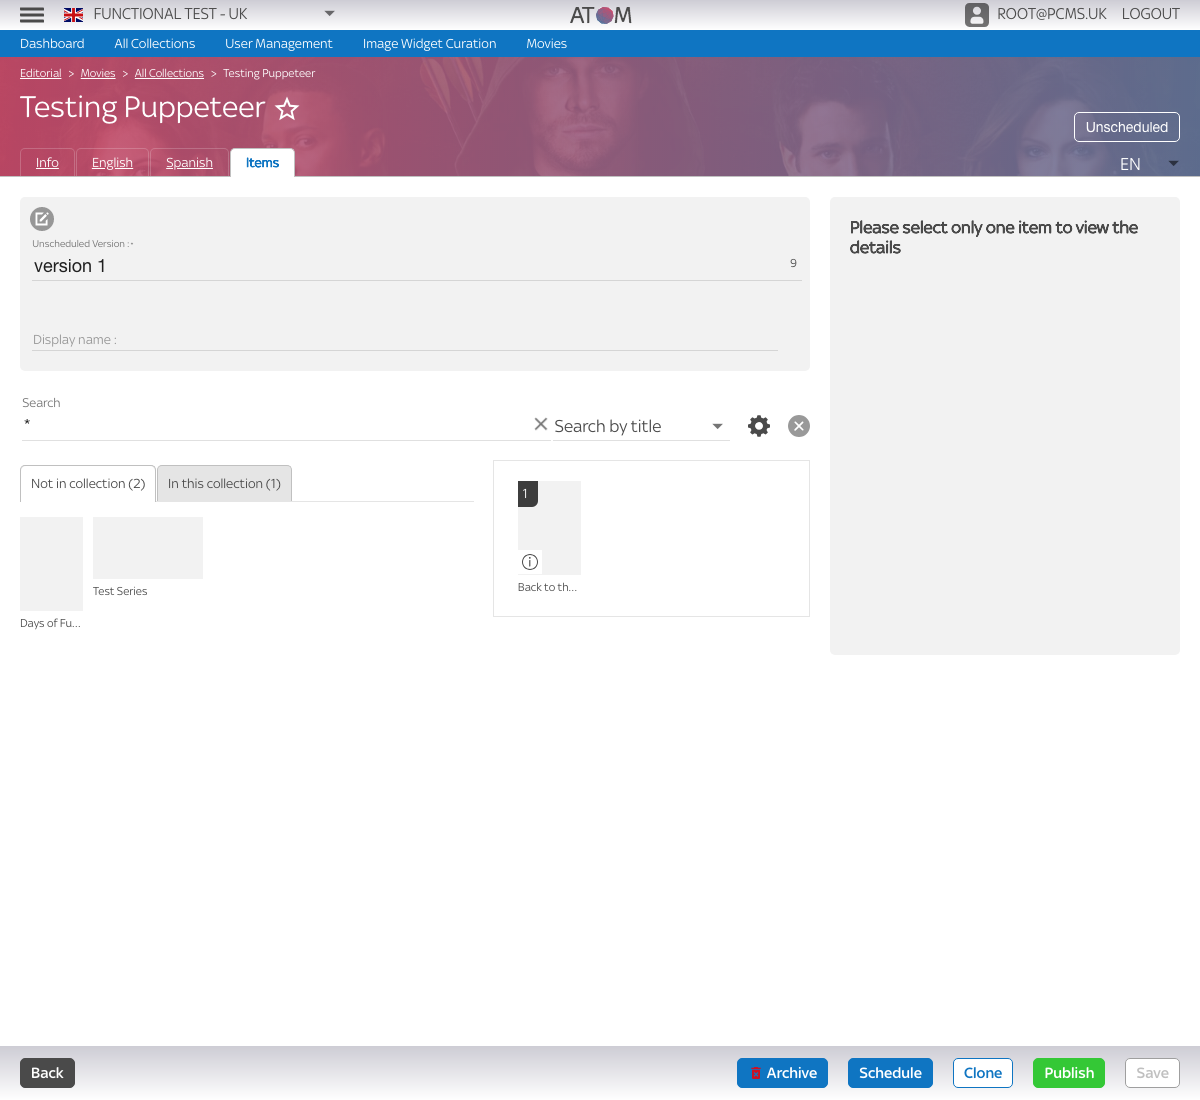 FUNCTIONAL TEST - UK
ATOM
ROOT@PCMS.UK LOGOUT
Dashboard All Collections User Management Image Widget Curation Movies
Editorial > Movies > All Collections > Testing Puppeteer
Testing Puppeteer
Unscheduled
Info English Spanish Items
EN
Unscheduled Version :*
version 1
9
Display name :
Please select only one item to view the
details
Search
*
Search by title
Not in collection (2) In this collection (1)
1
Back to th...
Test Series
Days of Fu...
Back Archive Schedule Clone Publish Save